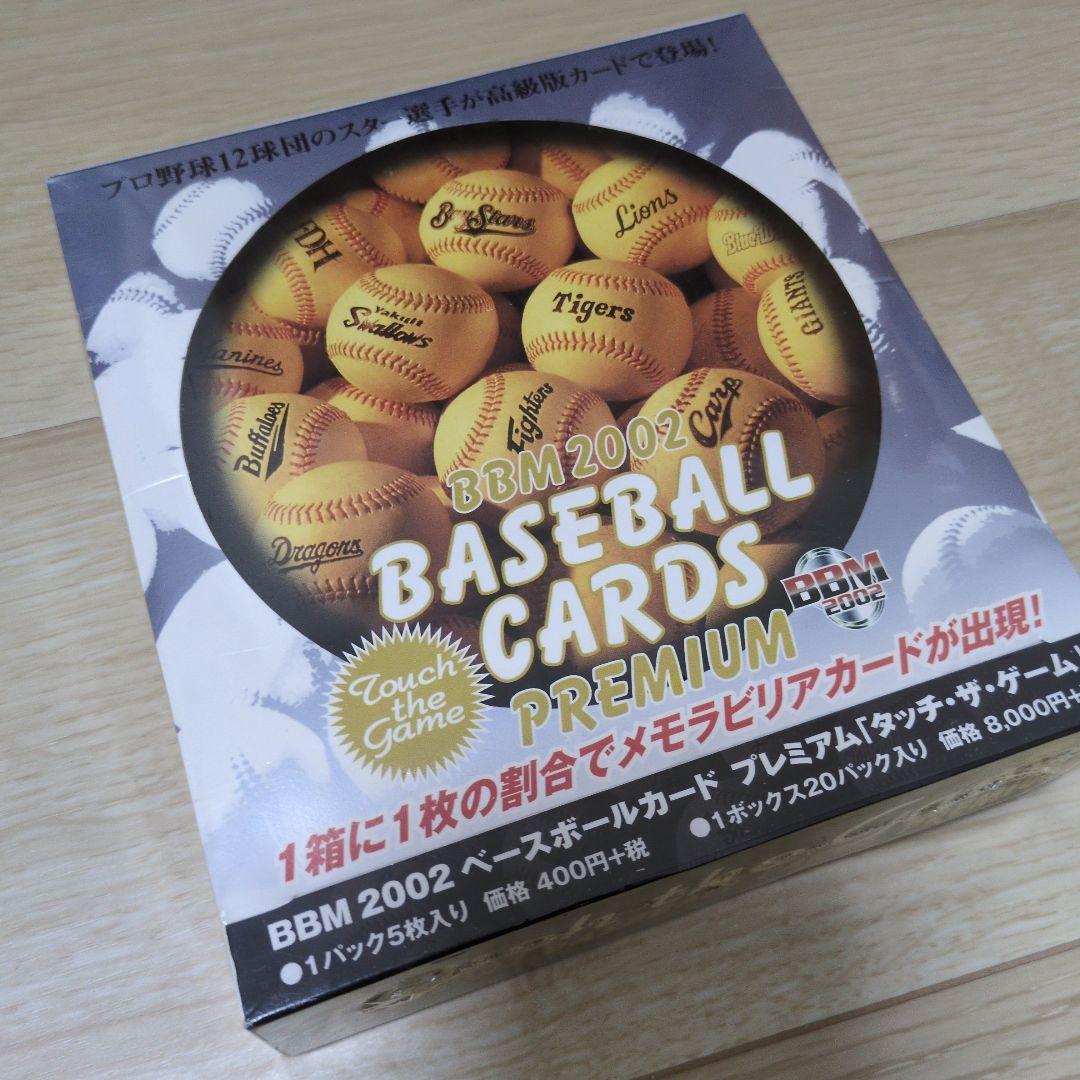 プロ野球12球団のスター選手が高級版カードで登場!
BayStars
Lions
FDH
Tigers
GIANTS
Yakult
Swallows
Marines
Fighters
Carp
Buffaloes
Dragons
BBM 2002
BASEBALL
CARDS
PREMIUM
BBM
2002
Touch
the
Game
1箱に1枚の割合でメモラビリアカードが出現!
BBM 2002 ベースボールカード プレミアム「タッチ・ザ・ゲーム」
●1パック5枚入り 価格 400円+税 ●1ボックス20パック入り 価格 8,000円+